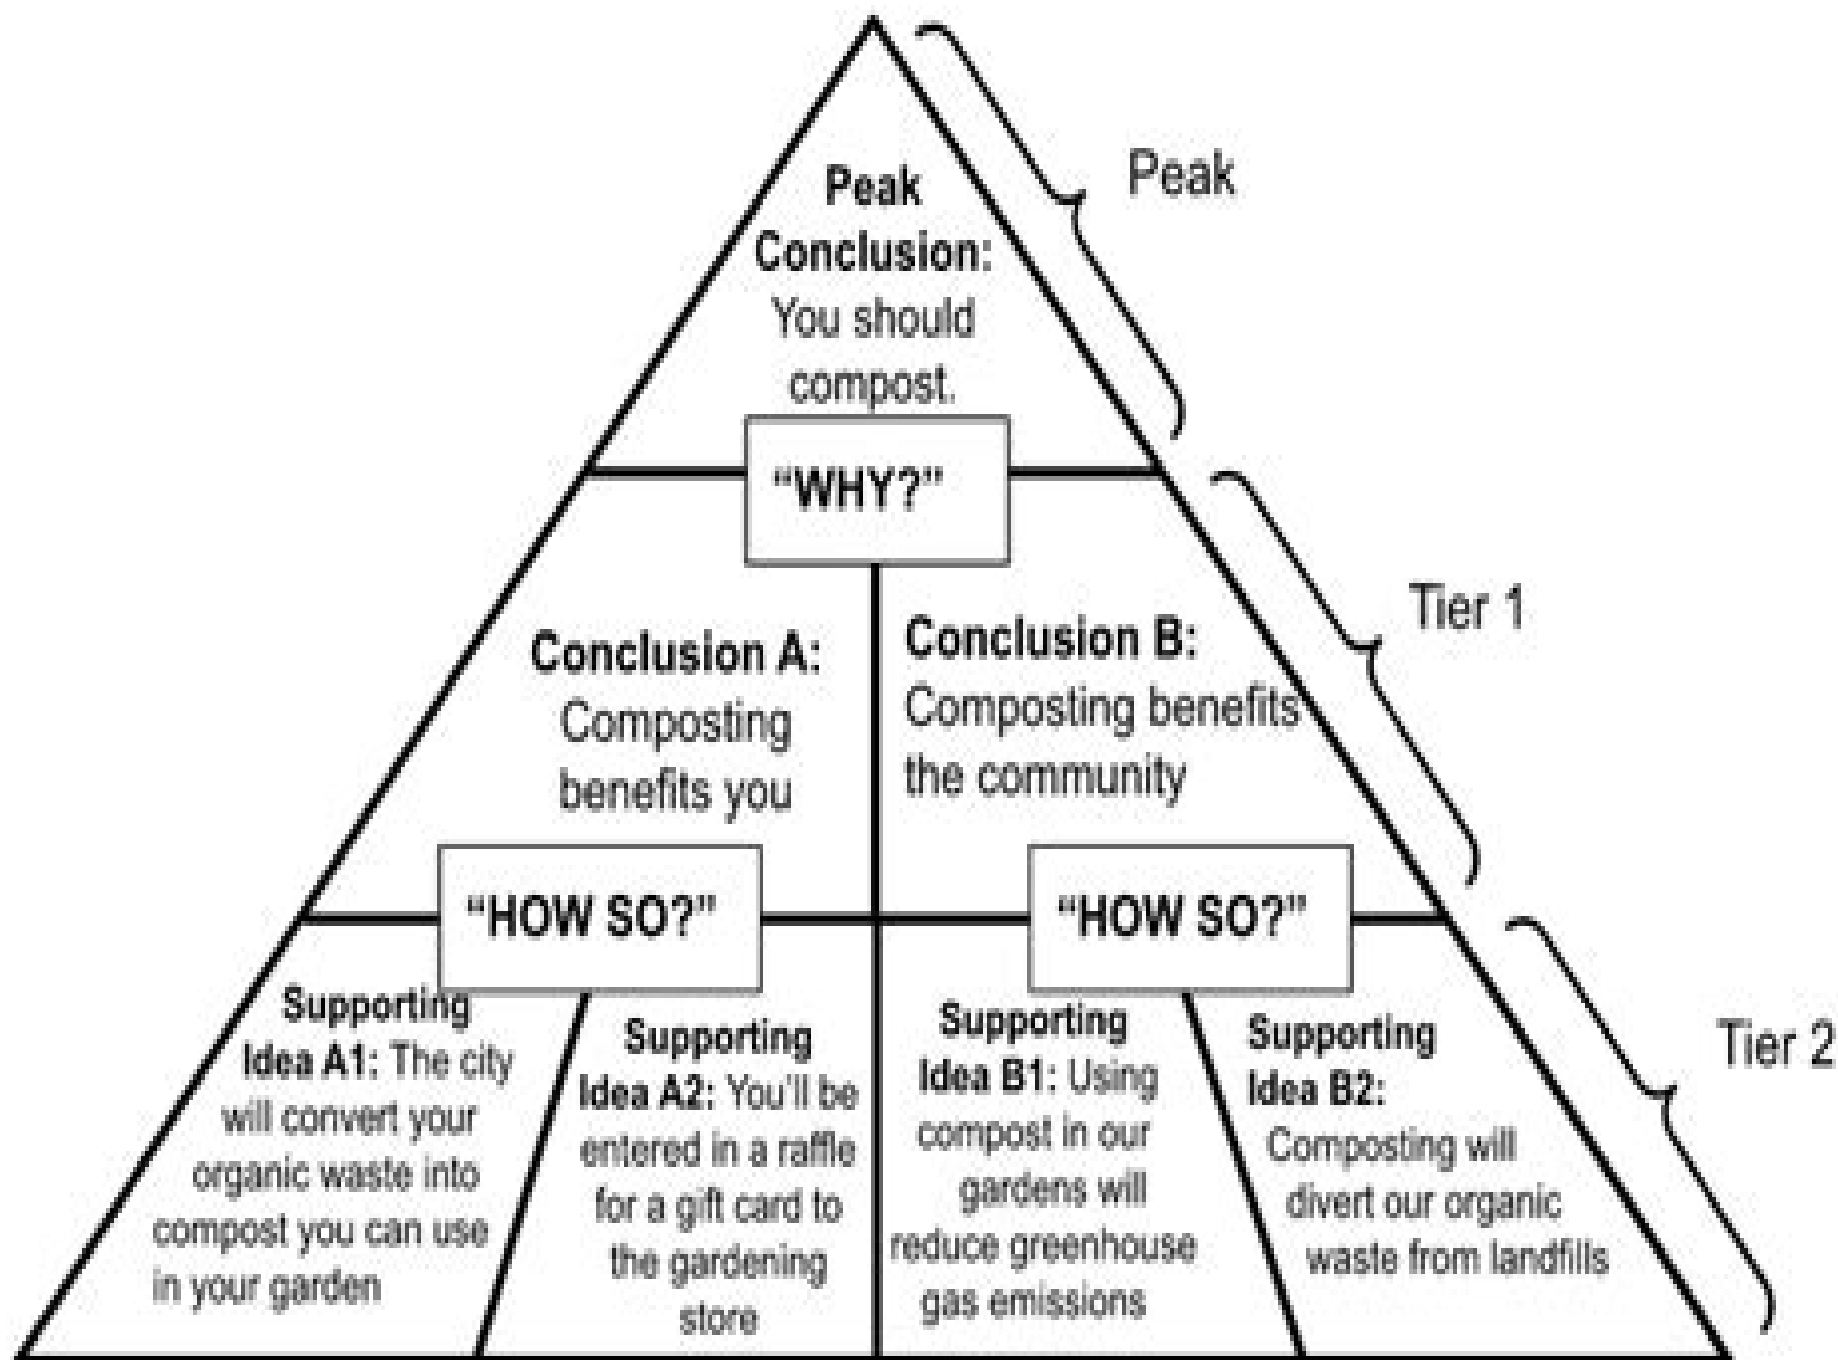 Peak
Conclusion:
You should
compost.
Peak
“WHY?”
Conclusion A:
Composting
benefits you
Conclusion B:
Composting benefits
the community
Tier 1
“HOW SO?”
“HOW SO?”
Supporting
Idea A1: The city
will convert your
organic waste into
compost you can use
in your garden
Supporting
Idea A2: You'll be
entered in a raffle
for a gift card to
the gardening
store
Supporting
Idea B1: Using
compost in our
gardens will
reduce greenhouse
gas emissions
Supporting
Idea B2:
Composting will
divert our organic
waste from landfills
Tier 2